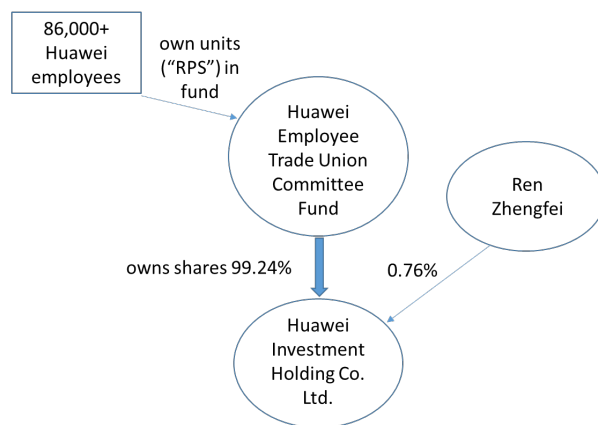 86,000+
Huawei
employees
own units
(“RPS”) in
fund
Huawei
Employee
Trade Union
Committee
Fund
Ren
Zhengfei
owns shares 99.24%
0.76%
Huawei
Investment
Holding Co.
Ltd.